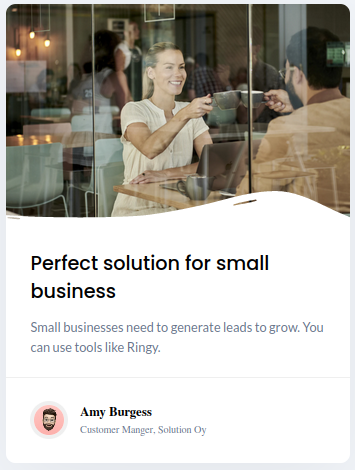 Perfect solution for small
business
Small businesses need to generate leads to grow. You
can use tools like Ringy.
Amy Burgess
Customer Manger, Solution Oy